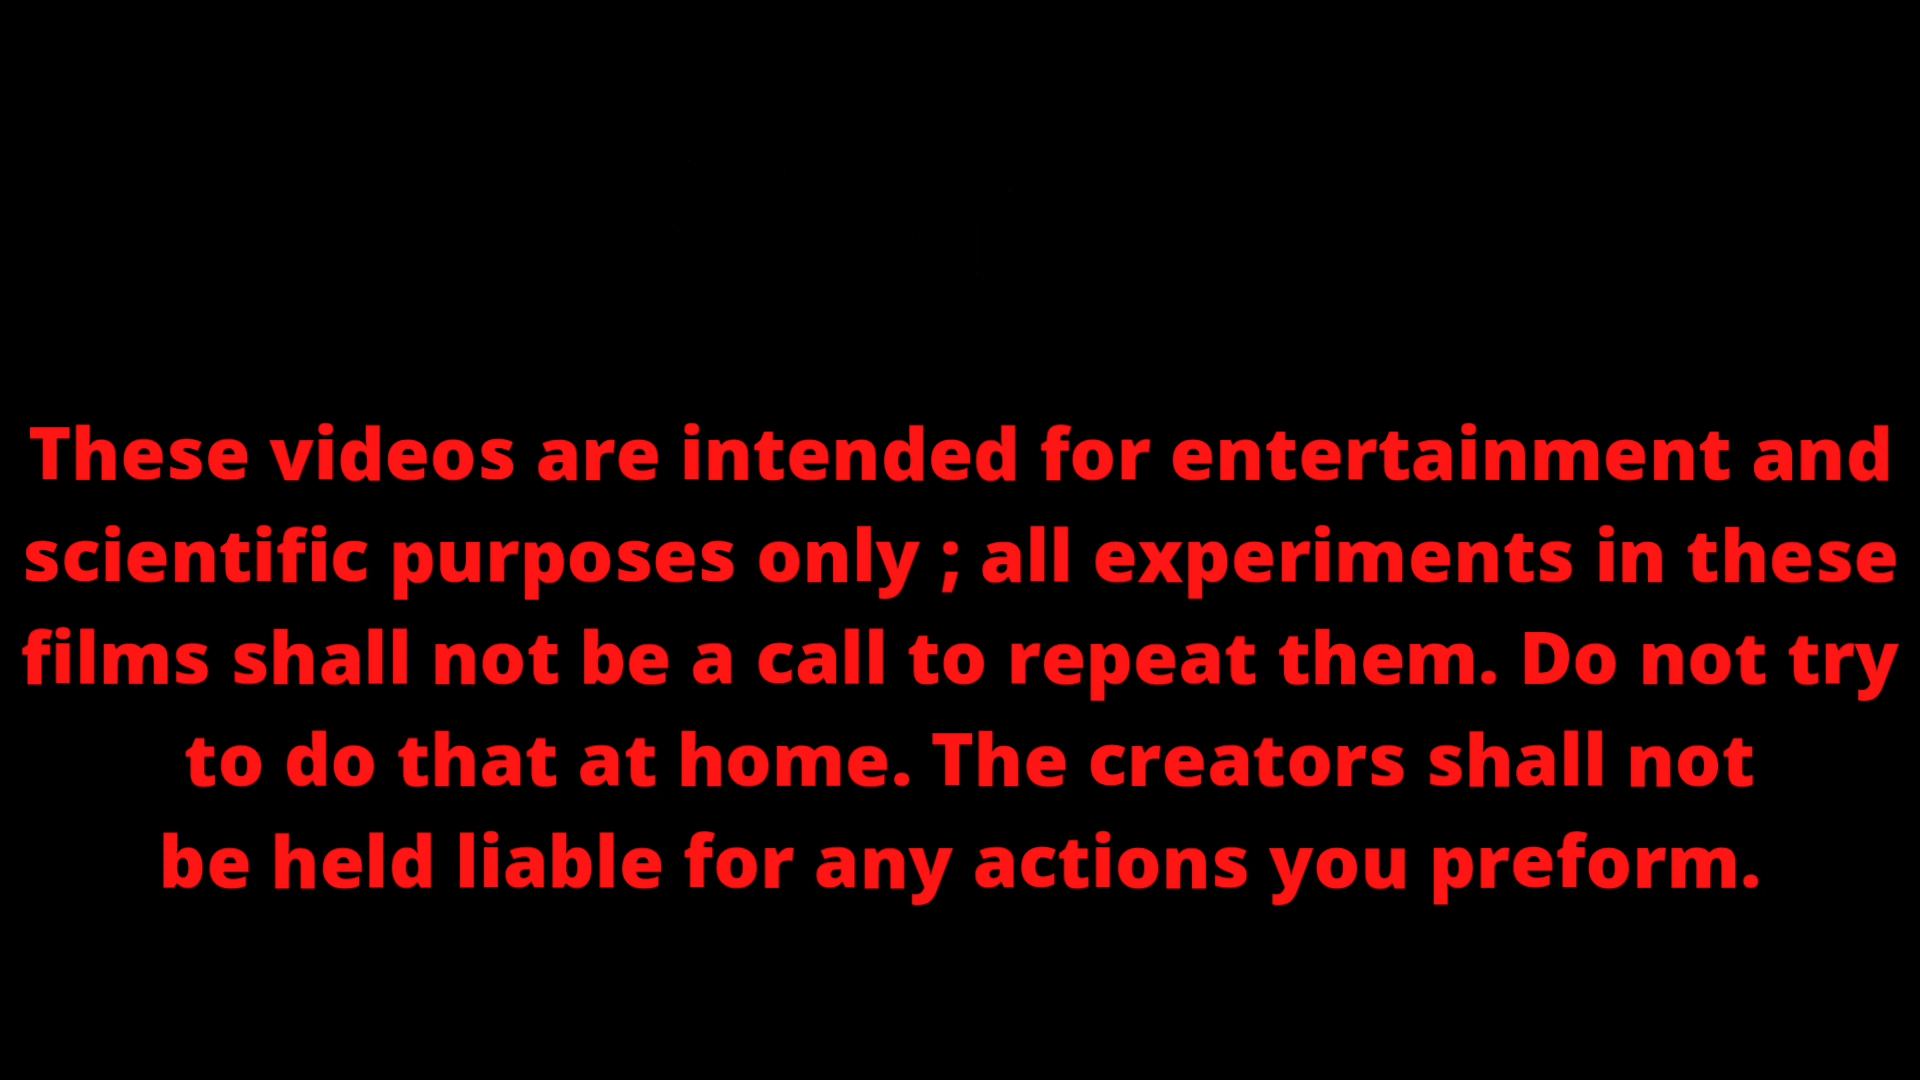 These videos are intended for entertainment and
scientific purposes only ; all experiments in these
films shall not be a call to repeat them. Do not try
to do that at home. The creators shall not
be held liable for any actions you preform.